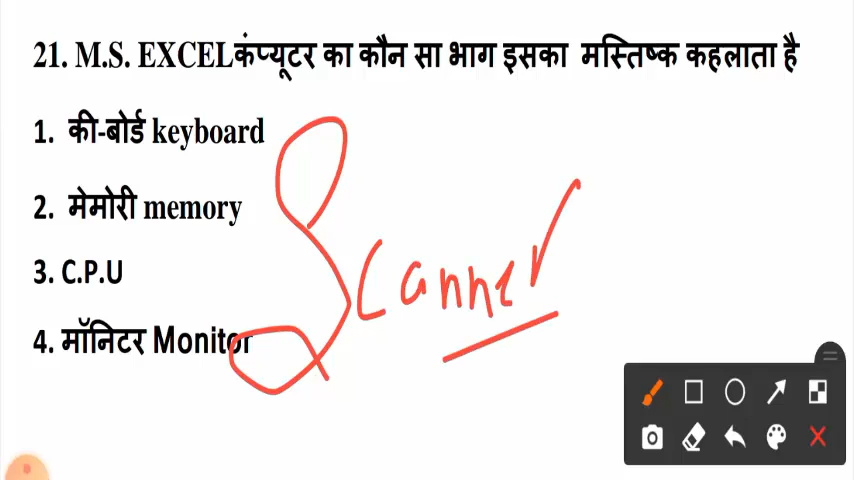 21. M.S. EXCELकंप्यूटर का कौन सा भाग इसका मस्तिष्क कहलाता है
1. की-बोर्ड keyboard
2. मेमोरी memory
Scanner
3. C.P.U
4. मॉनिटर Monitor